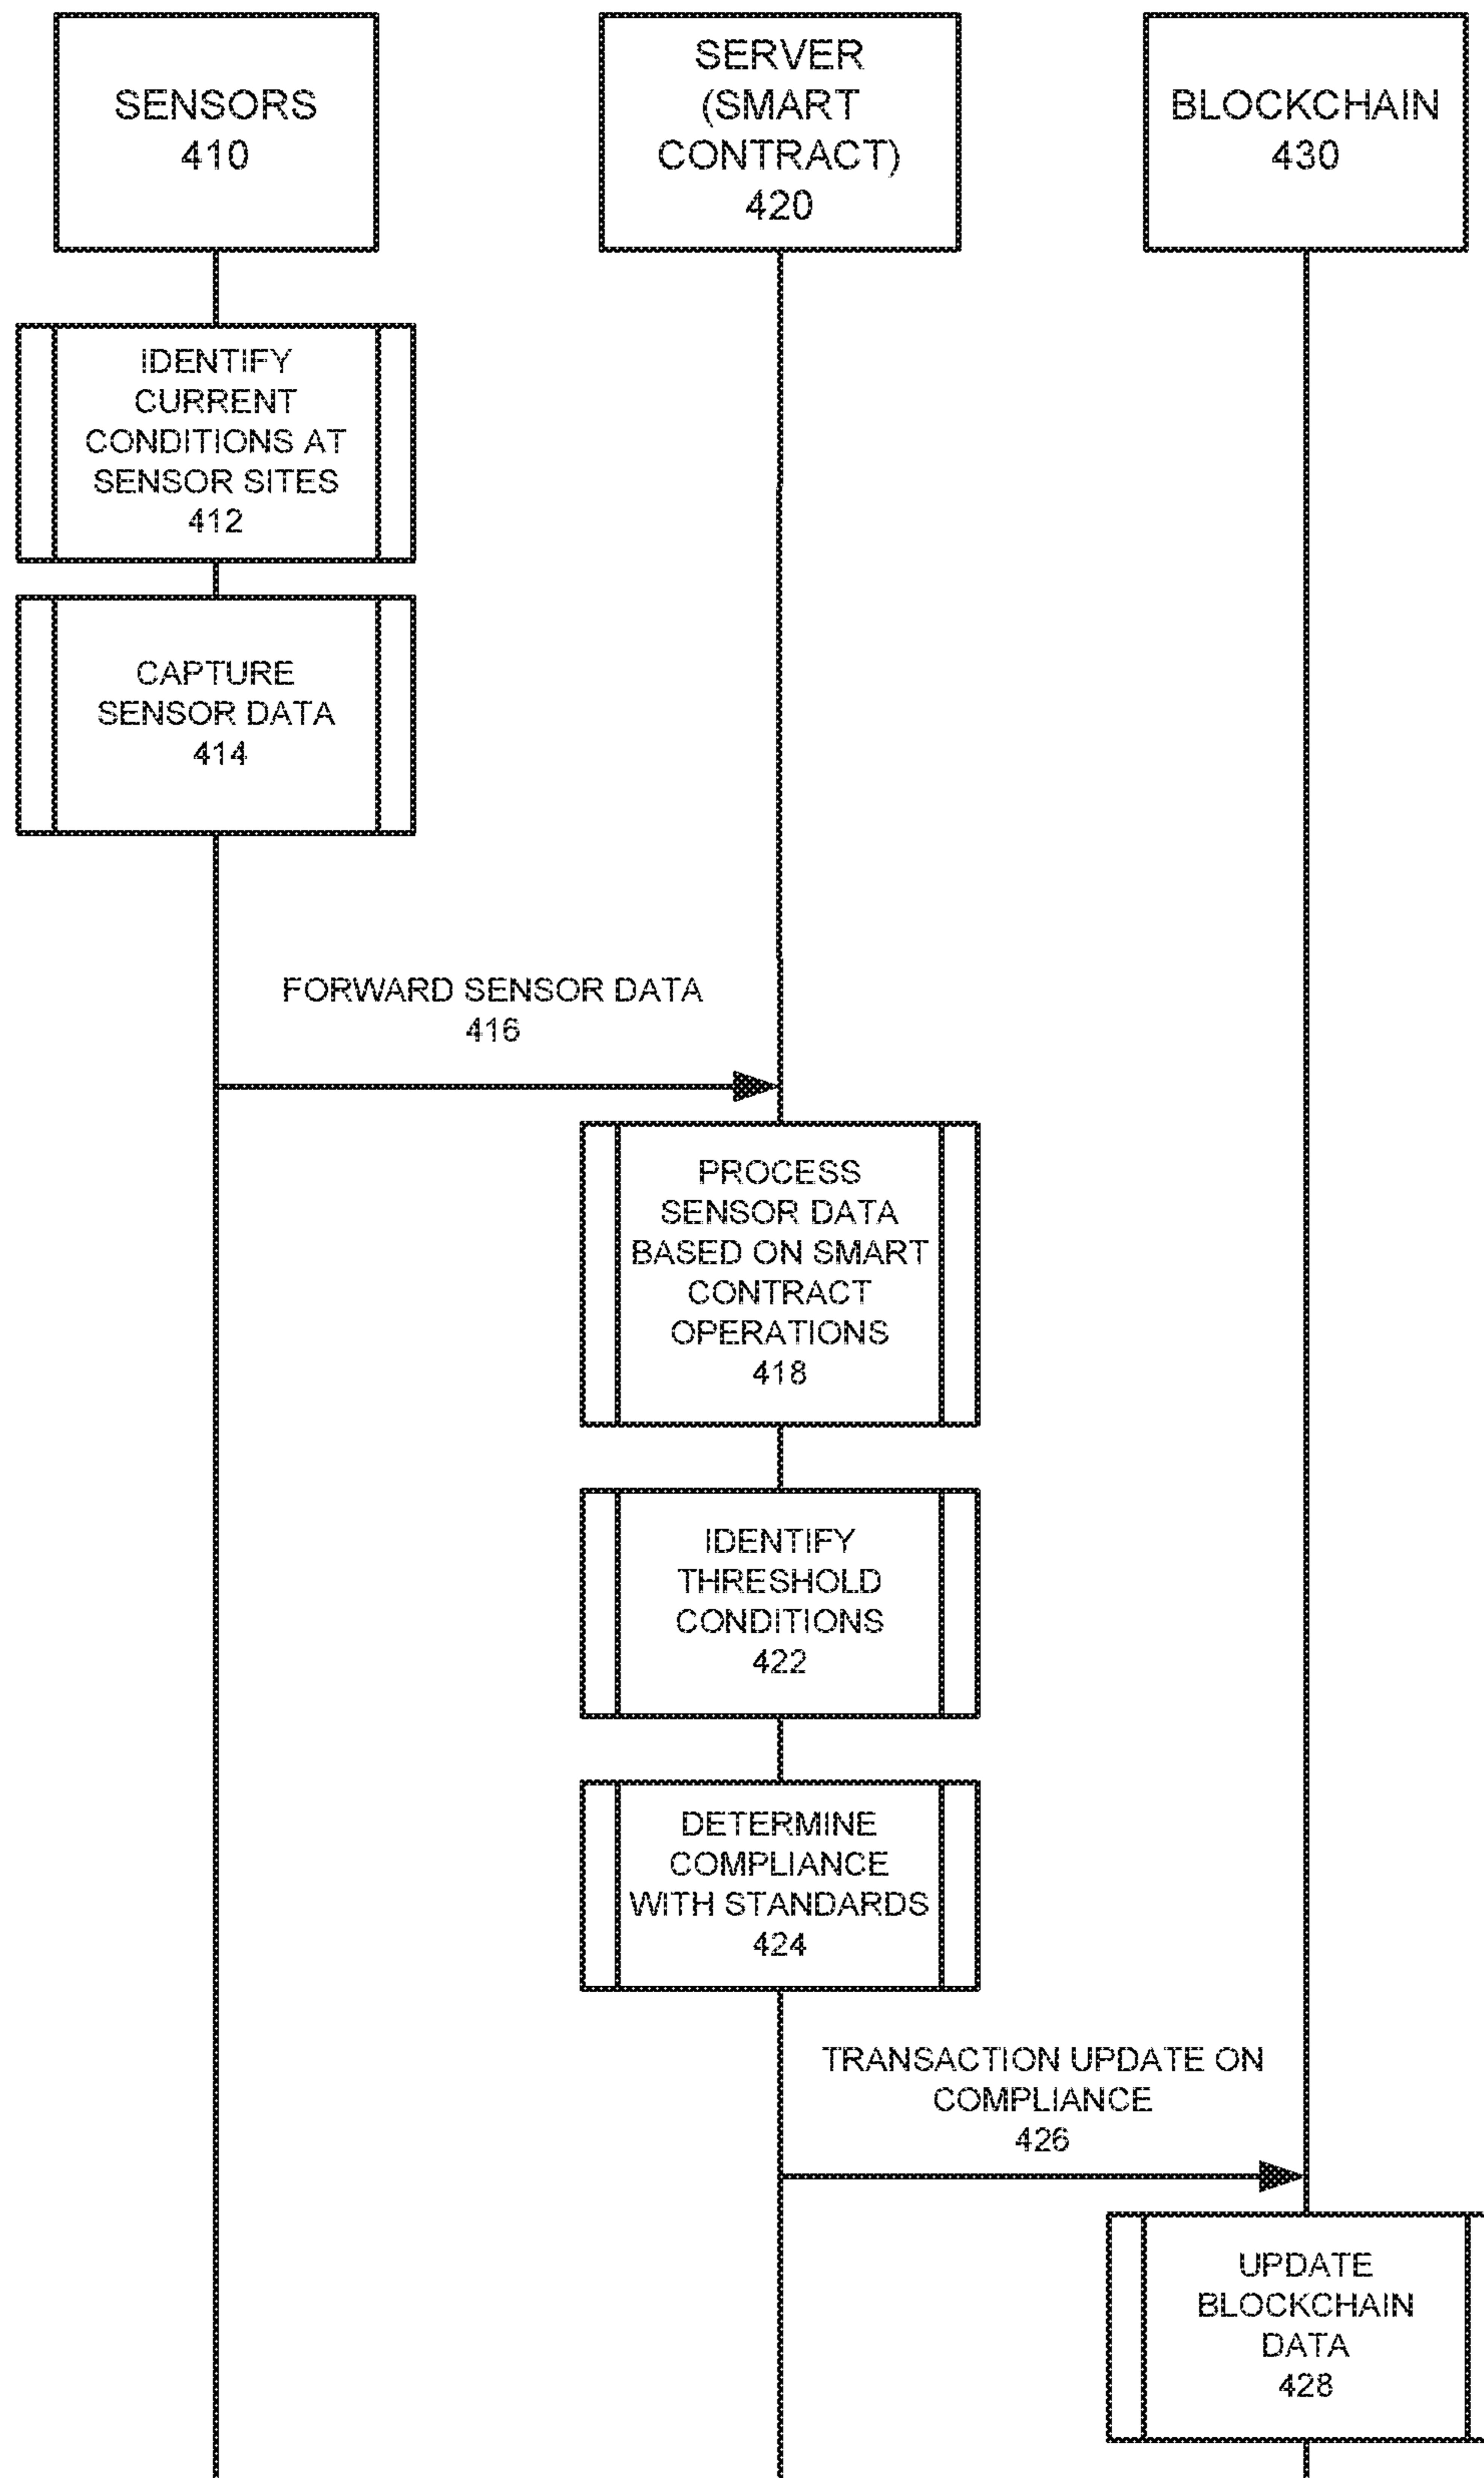 SENSORS
410
SERVER
(SMART
CONTRACT)
420
BLOCKCHAIN
430
IDENTIFY
CURRENT
CONDITIONS AT
SENSOR SITES
412
CAPTURE
SENSOR DATA
414
FORWARD SENSOR DATA
416
PROCESS
SENSOR DATA
BASED ON SMART
CONTRACT
OPERATIONS
418
IDENTIFY
THRESHOLD
CONDITIONS
422
DETERMINE
COMPLIANCE
WITH STANDARDS
424
TRANSACTION UPDATE ON
COMPLIANCE
426
UPDATE
BLOCKCHAIN
DATA
428